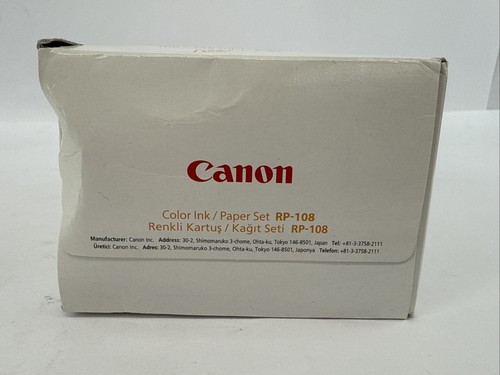 Canon
Color Ink / Paper Set RP-108
Renkli Kartuş / Kağıt Seti RP-108
Manufacturer: Canon Inc. Address: 30-2, Shimomaruko 3-chome, Ohta-ku, Tokyo 146-8501, Japan Tel: +81-3-3758-2111
Üretici: Canon Inc. Adres: 30-2, Shimomaruko 3-chome, Ohta-ku, Tokyo 146-8501, Japonya Telefon: +81-3-3758-2111